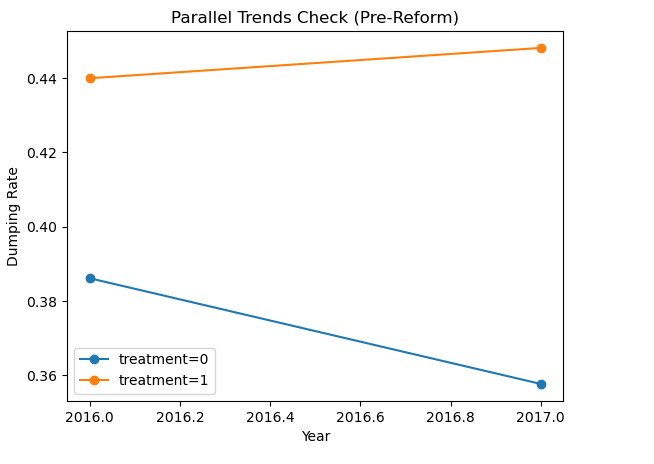 Parallel Trends Check (Pre-Reform)
Dumping Rate
0.44
0.42
0.40
0.38
0.36
treatment=0
treatment=1
2016.0 2016.2 2016.4 2016.6 2016.8 2017.0
Year